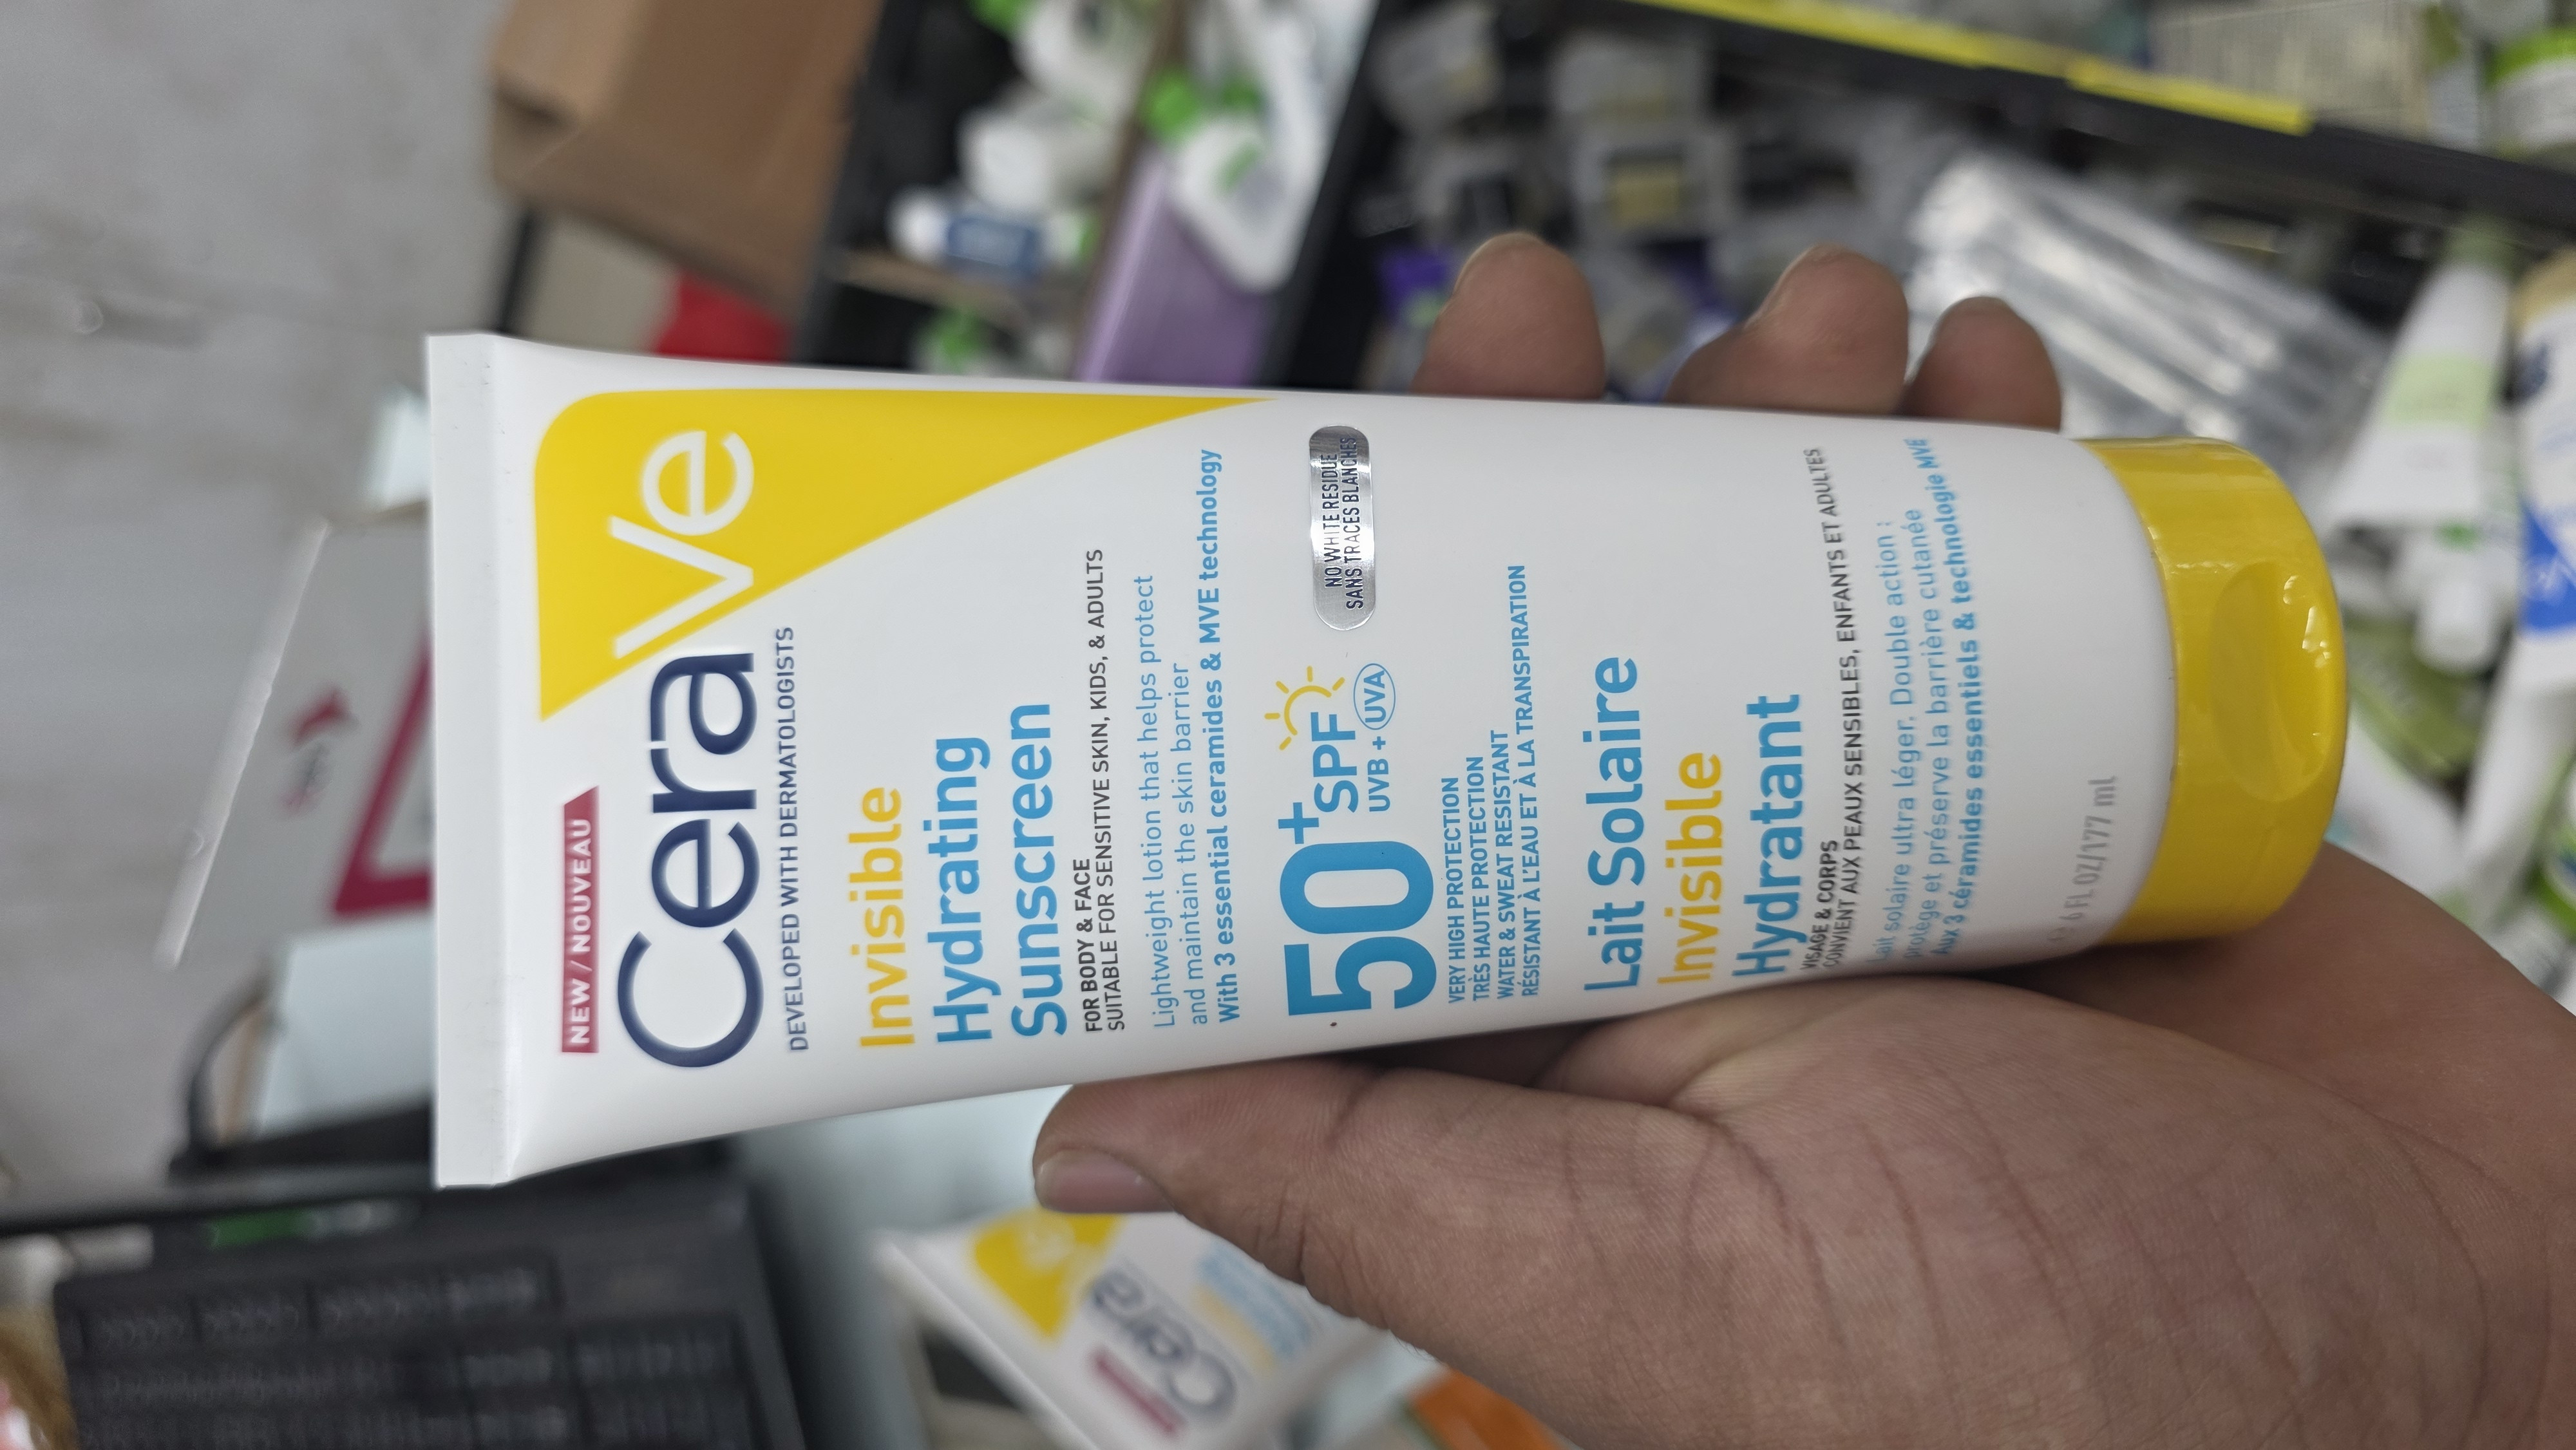 NEW / NOUVEAU
CeraVe
DEVELOPED WITH DERMATOLOGISTS
Invisible
Hydrating
Sunscreen
FOR BODY & FACE
SUITABLE FOR SENSITIVE SKIN, KIDS, & ADULTS
Lightweight lotion that helps protect
and maintain the skin barrier
With 3 essential ceramides & MVE technology
50+ SPF
UVB + UVA
NO WHITE RESIDUE
SANS TRACES BLANCHES
VERY HIGH PROTECTION
TRÈS HAUTE PROTECTION
WATER & SWEAT RESISTANT
RÉSISTANT À L'EAU ET À LA TRANSPIRATION
Lait Solaire
Invisible
Hydratant
VISAGE & CORPS
CONVIENT AUX PEAUX SENSIBLES, ENFANTS ET ADULTES
Lait solaire ultra léger. Double action :
protège et préserve la barrière cutanée
Aux 3 céramides essentiels & technologie MVE
6 FL OZ/177 ml
Cera